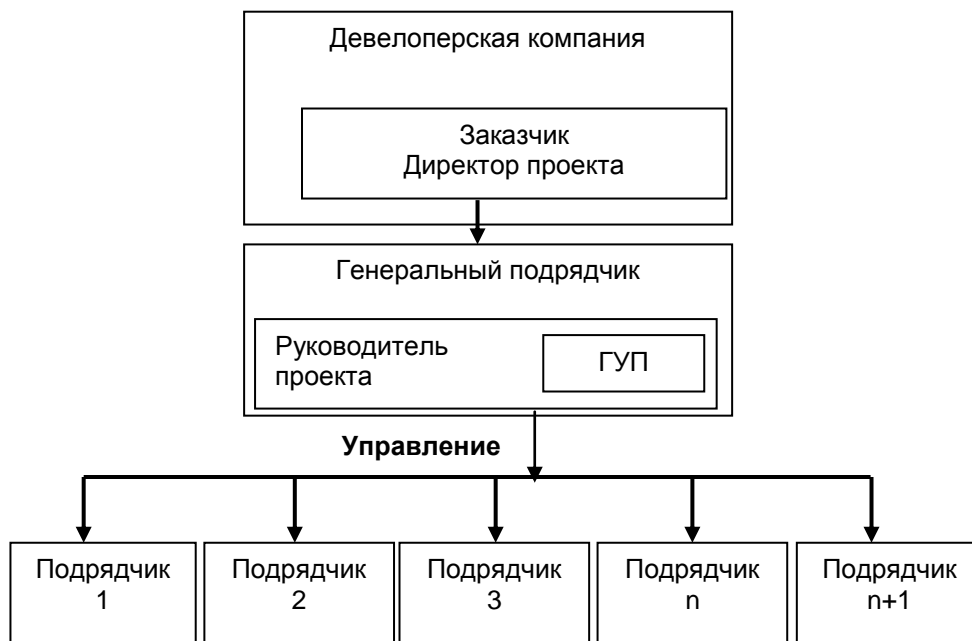 Девелоперская компания
Заказчик
Директор проекта
Генеральный подрядчик
Руководитель
проекта
ГУП
Управление
Подрядчик
1
Подрядчик
2
Подрядчик
3
Подрядчик
n
Подрядчик
n+1